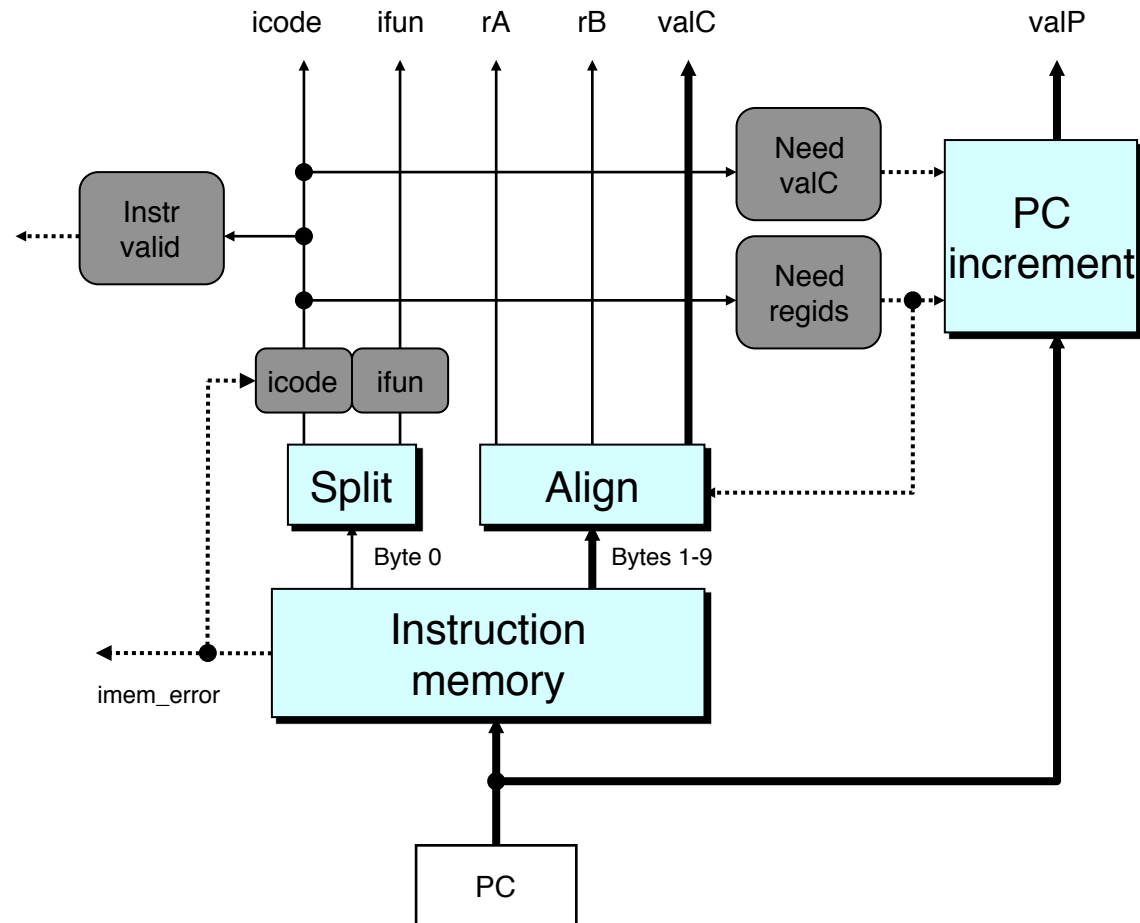 icode ifun rA rB valC valP
Need
valC
Instr
valid
PC
increment
Need
regids
icode ifun
Split
Align
Byte 0
Bytes 1-9
Instruction
memory
imem_error
PC